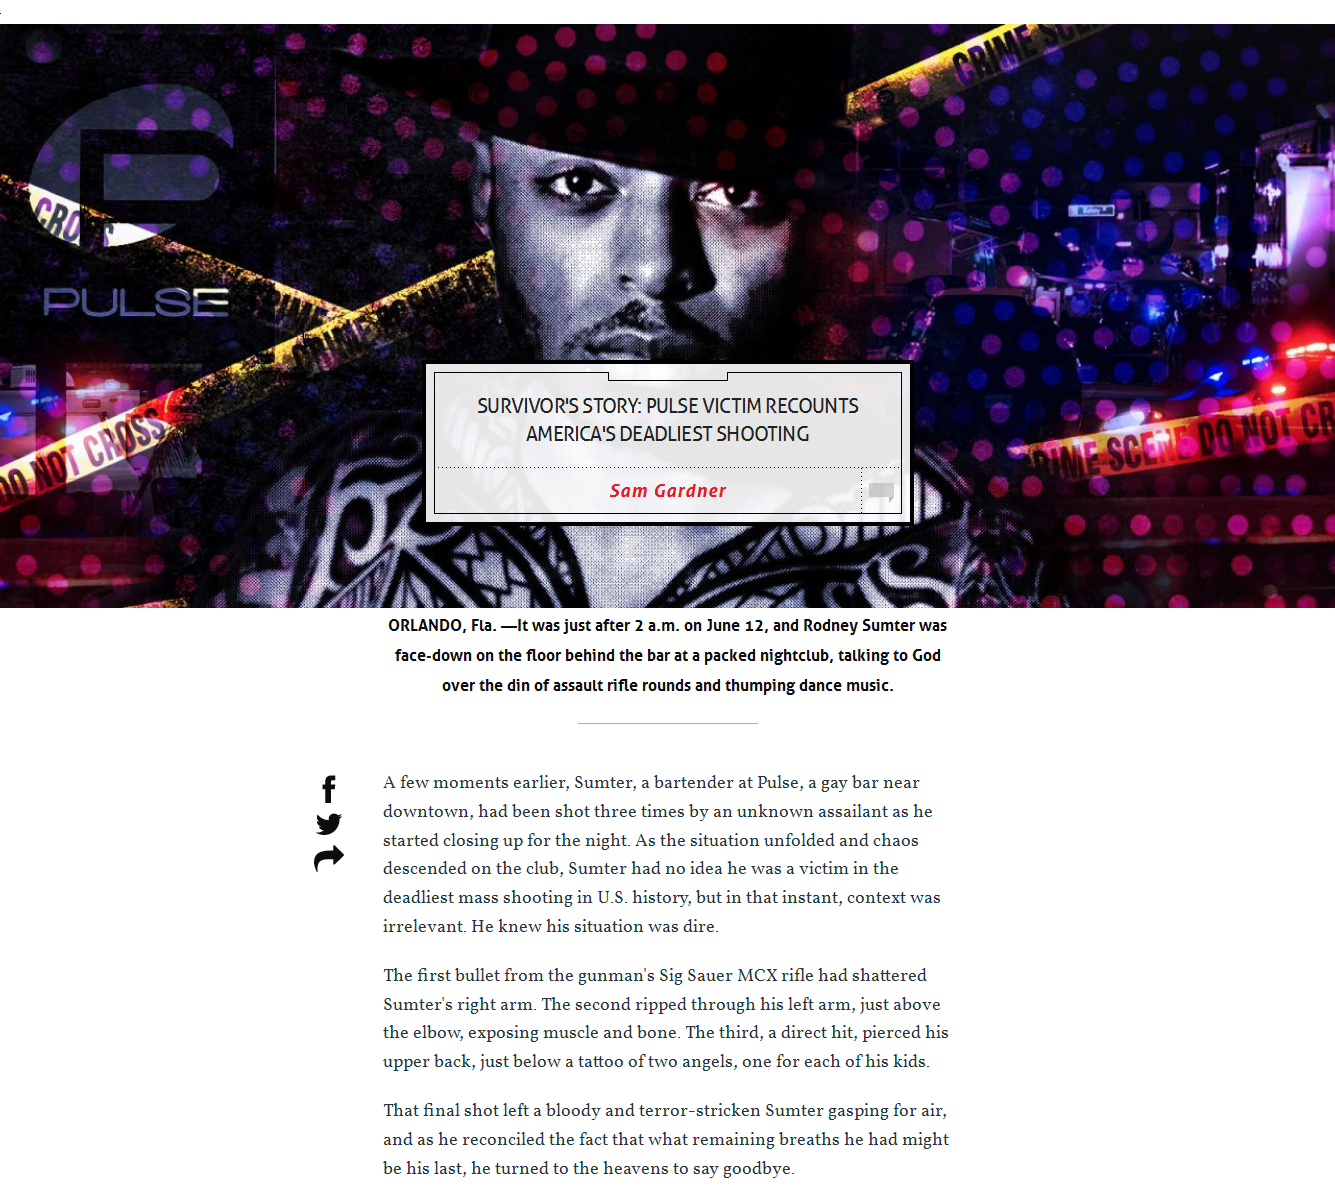 CRIME SCENE
CRO
PULSE
DO NOT CROSS
CRIME SCENE DO NOT CR
SURVIVOR'S STORY: PULSE VICTIM RECOUNTS
AMERICA'S DEADLIEST SHOOTING
Sam Gardner
ORLANDO, Fla. —It was just after 2 a.m. on June 12, and Rodney Sumter was
face-down on the floor behind the bar at a packed nightclub, talking to God
over the din of assault rifle rounds and thumping dance music.
A few moments earlier, Sumter, a bartender at Pulse, a gay bar near
downtown, had been shot three times by an unknown assailant as he
started closing up for the night. As the situation unfolded and chaos
descended on the club, Sumter had no idea he was a victim in the
deadliest mass shooting in U.S. history, but in that instant, context was
irrelevant. He knew his situation was dire.
The first bullet from the gunman's Sig Sauer MCX rifle had shattered
Sumter's right arm. The second ripped through his left arm, just above
the elbow, exposing muscle and bone. The third, a direct hit, pierced his
upper back, just below a tattoo of two angels, one for each of his kids.
That final shot left a bloody and terror-stricken Sumter gasping for air,
and as he reconciled the fact that what remaining breaths he had might
be his last, he turned to the heavens to say goodbye.